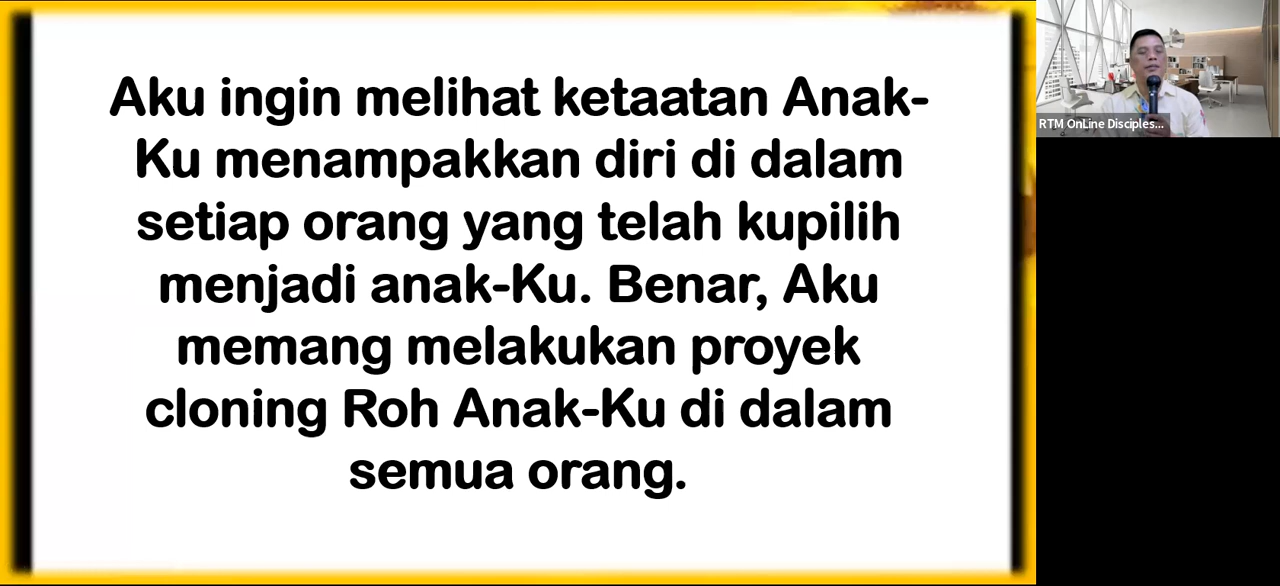 Aku ingin melihat ketaatan Anak-
Ku menampakkan diri di dalam
setiap orang yang telah kupilih
menjadi anak-Ku. Benar, Aku
memang melakukan proyek
cloning Roh Anak-Ku di dalam
semua orang.
RTM OnLine Disciples...